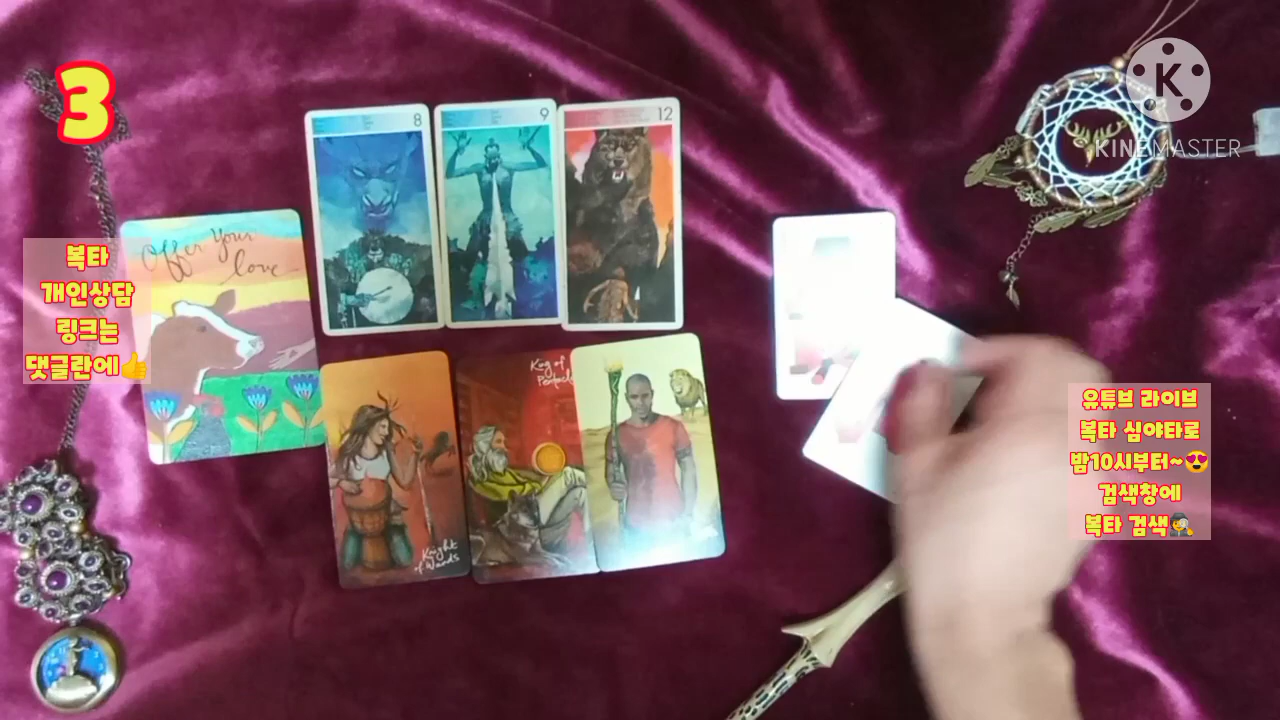 3
복타
개인상담
링크는
댓글란에👍
Offer Your
love
8
9
12
Knight
of Wands
King of
Pentacles
K
KINEMASTER
유튜브 라이브
복타 심야타로
밤10시부터~😍
검색창에
복타 검색🕵